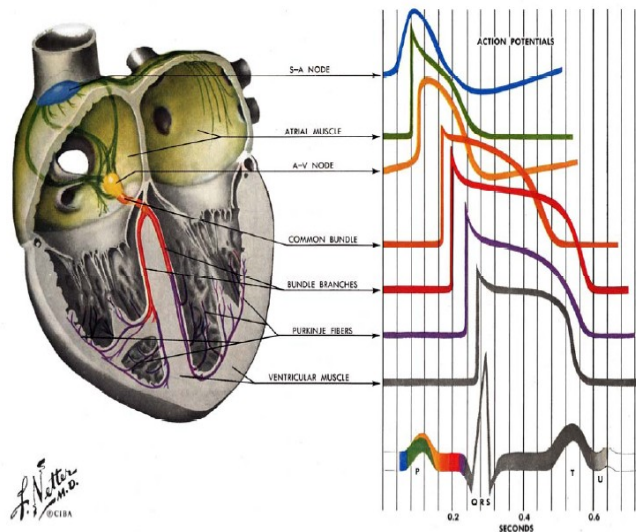 ACTION POTENTIALS
S-A NODE
ATRIAL MUSCLE
A-V NODE
COMMON BUNDLE
BUNDLE BRANCHES
PURKINJE FIBERS
VENTRICULAR MUSCLE
P
QRS
T
U
0.2
0.4
0.6
SECONDS
F. Netter
M.D.
©CIBA